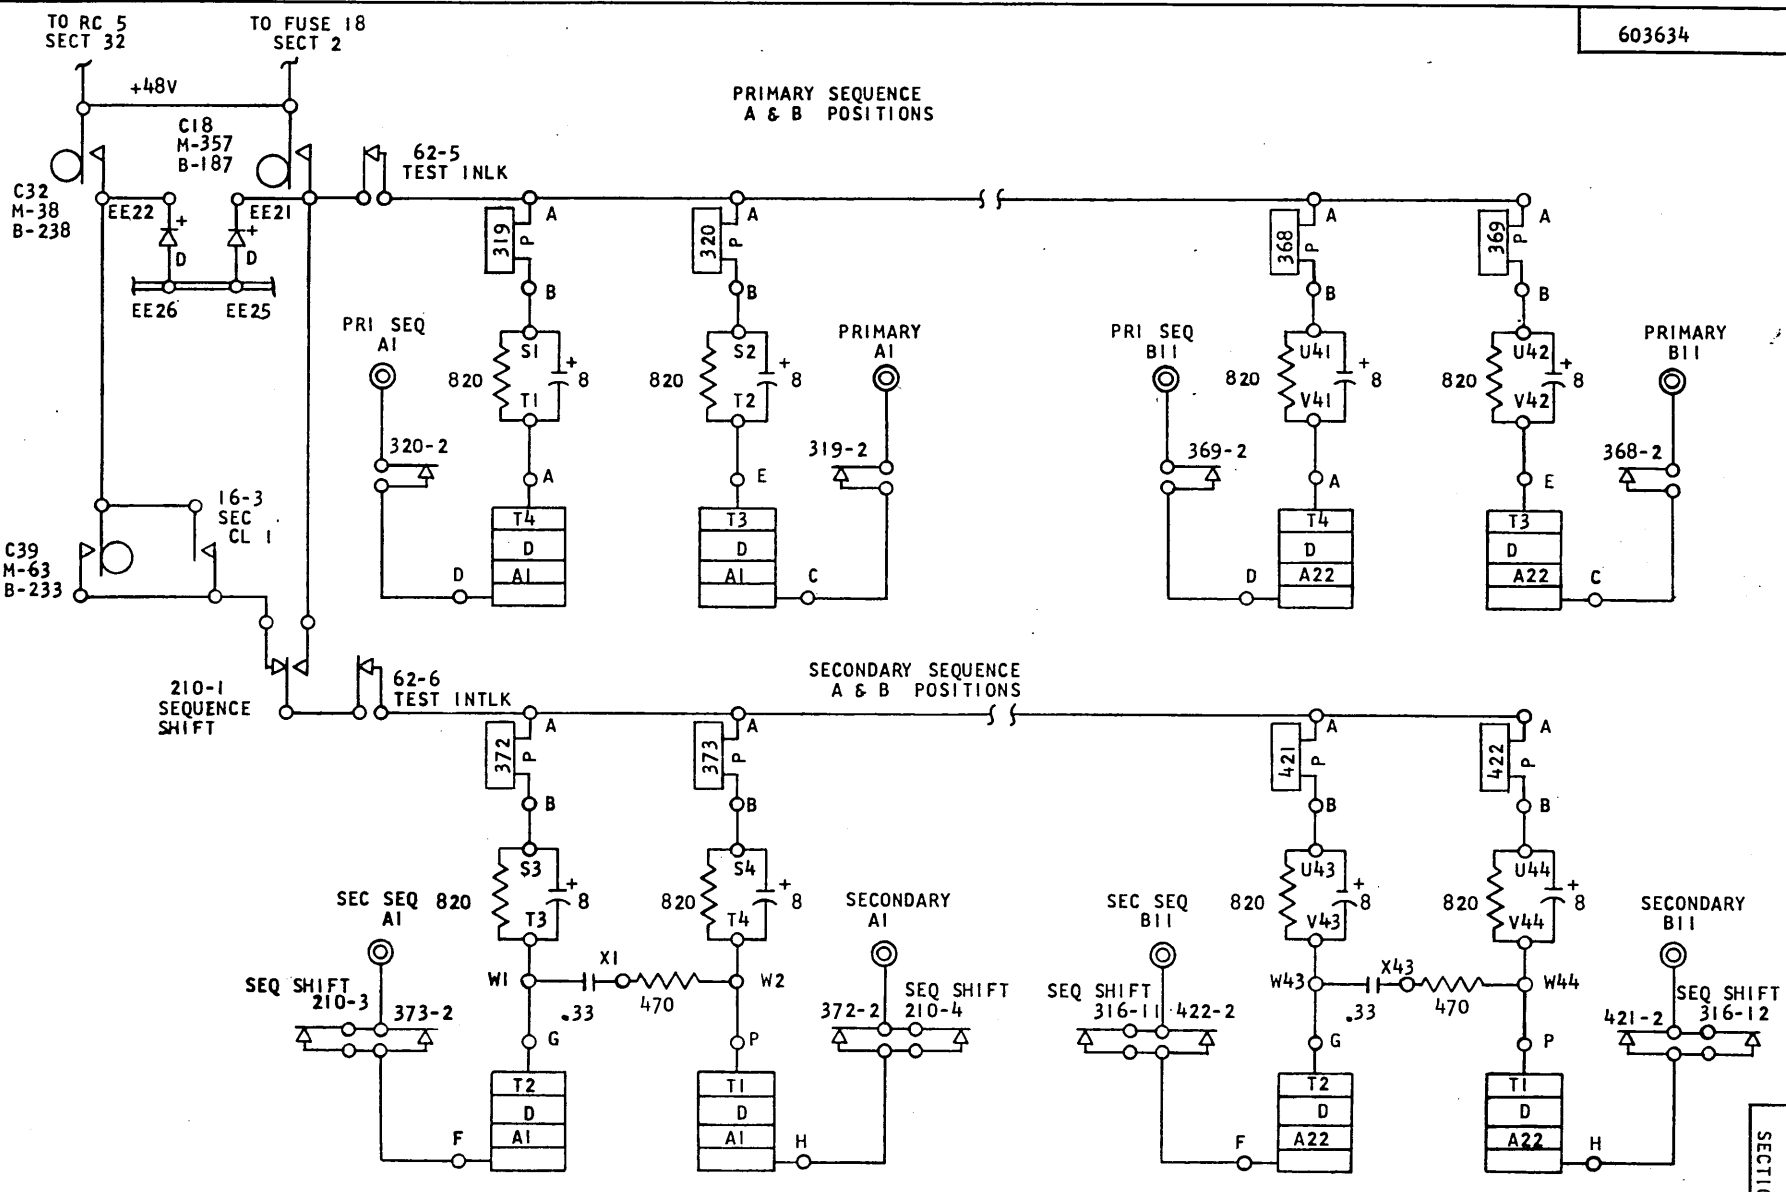 TO RC 5
SECT 32
TO FUSE 18
SECT 2
603634
+48V
PRIMARY SEQUENCE
A & B POSITIONS
C18
M-357
B-187
62-5
TEST INLK
C32
M-38
B-238
EE22
EE21
+
+
D
D
EE26
EE25
A
A
A
A
319
P
320
P
368
P
369
P
B
B
B
B
PRI SEQ
A1
PRIMARY
A1
PRI SEQ
B11
PRIMARY
B11
S1
+
820
8
T1
S2
+
820
8
T2
U41
+
820
8
V41
U42
+
820
8
V42
320-2
319-2
369-2
368-2
A
E
A
E
16-3
SEC
CL 1
C39
M-63
B-233
T4
D
A1
D
T3
D
A1
C
T4
D
A22
D
T3
D
A22
C
210-1
SEQUENCE
SHIFT
62-6
TEST INTLK
SECONDARY SEQUENCE
A & B POSITIONS
A
A
A
A
372
P
373
P
421
P
422
P
B
B
B
B
SEC SEQ
A1
SECONDARY
A1
SEC SEQ
B11
SECONDARY
B11
S3
+
820
8
T3
S4
+
820
8
T4
U43
+
820
8
V43
U44
+
820
8
V44
W1
X1
W2
.33
470
W43
X43
W44
.33
470
SEQ SHIFT
210-3
373-2
372-2
SEQ SHIFT
210-4
SEQ SHIFT
316-11
422-2
421-2
SEQ SHIFT
316-12
G
P
G
P
T2
D
A1
F
T1
D
A1
H
T2
D
A22
F
T1
D
A22
H